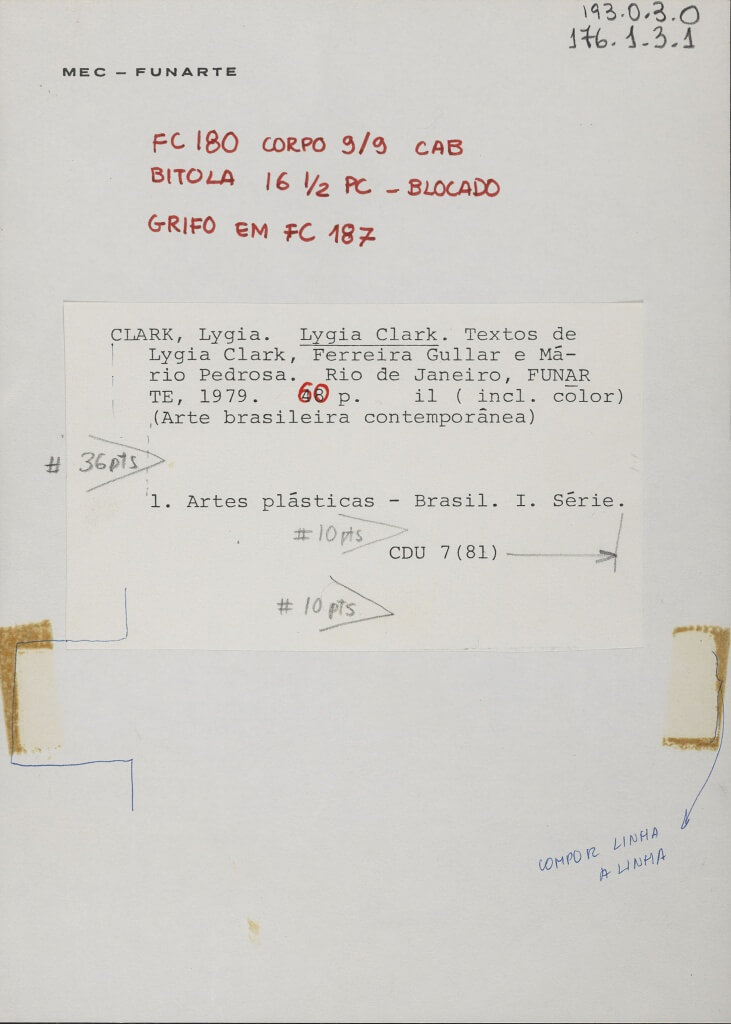 193.0.3.0
176.1.3.1
MEC – FUNARTE
FC 180 CORPO 9/9 CAB
BITOLA 16 1/2 PC – BLOCADO
GRIFO EM FC 187
CLARK, Lygia. Lygia Clark. Textos de
Lygia Clark, Ferreira Gullar e Má-
rio Pedrosa. Rio de Janeiro, FUNAR
TE, 1979. 60 p. il ( incl. color)
(Arte brasileira contemporânea)
# 36pts
1. Artes plásticas - Brasil. I. Série.
# 10pts
CDU 7(81)
# 10pts
COMPOR LINHA
A LINHA